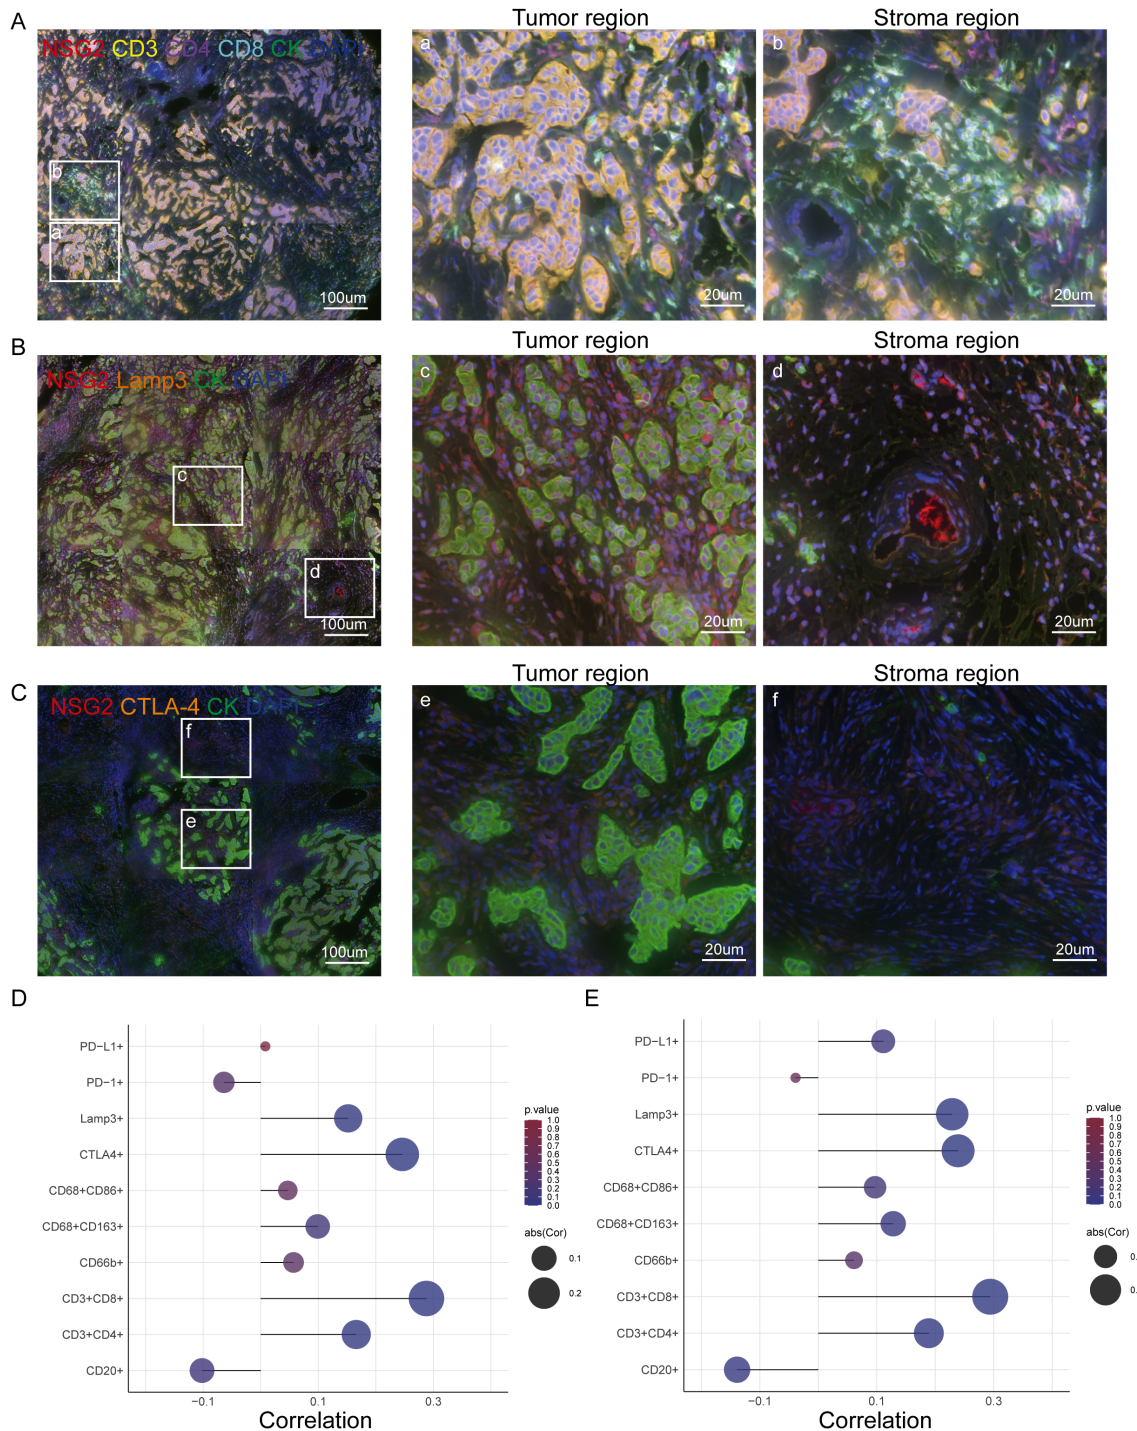 A
Tumor region
Stroma region
NSG2 CD3 CD4 CD8 CK DAPI
b
a
100um
a
20um
b
20um
B
Tumor region
Stroma region
NSG2 Lamp3 CK DAPI
c
d
100um
c
20um
d
20um
C
Tumor region
Stroma region
NSG2 CTLA-4 CK DAPI
f
e
100um
e
20um
f
20um
D
PD-L1+
PD-1+
Lamp3+
CTLA4+
CD68+CD86+
CD68+CD163+
CD66b+
CD3+CD8+
CD3+CD4+
CD20+
-0.1
0.1
0.3
Correlation
p.value
1.0
0.9
0.8
0.7
0.6
0.5
0.4
0.3
0.2
0.1
0.0
abs(Cor)
0.1
0.2
E
PD-L1+
PD-1+
Lamp3+
CTLA4+
CD68+CD86+
CD68+CD163+
CD66b+
CD3+CD8+
CD3+CD4+
CD20+
-0.1
0.1
0.3
Correlation
p.value
1.0
0.9
0.8
0.7
0.6
0.5
0.4
0.3
0.2
0.1
0.0
abs(Cor)
0.
0.